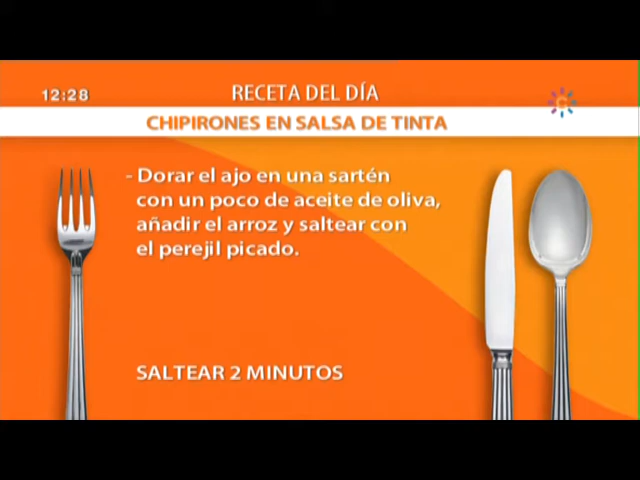 12:28
RECETA DEL DÍA
CHIPIRONES EN SALSA DE TINTA
- Dorar el ajo en una sartén
con un poco de aceite de oliva,
añadir el arroz y saltear con
el perejil picado.
SALTEAR 2 MINUTOS